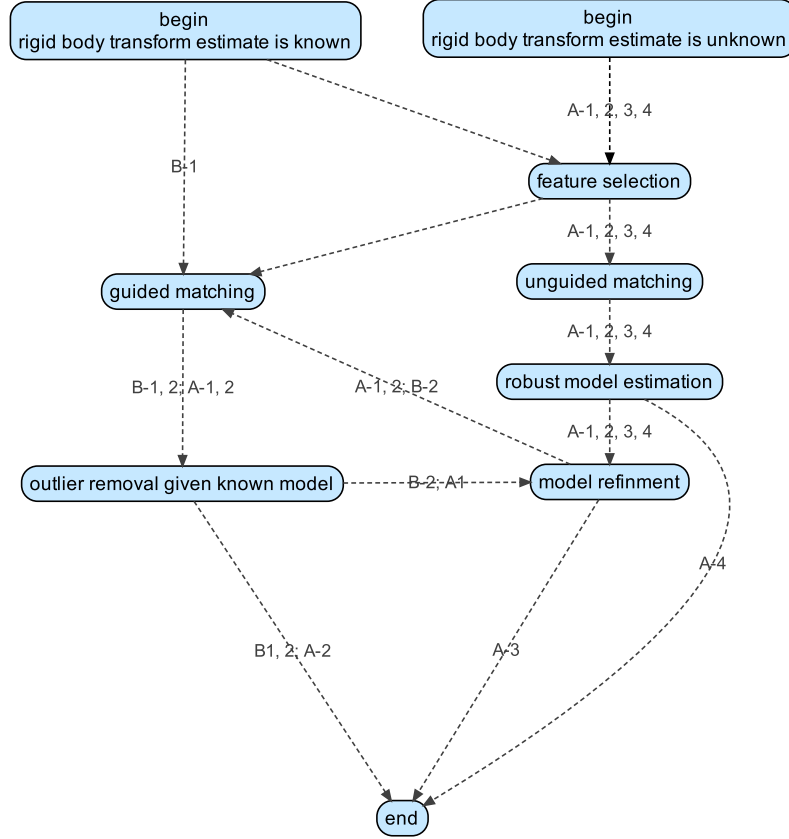 begin
rigid body transform estimate is known
begin
rigid body transform estimate is unknown
A-1, 2, 3, 4
B-1
feature selection
A-1, 2, 3, 4
guided matching
unguided matching
A-1, 2, 3, 4
B-1, 2; A-1, 2
A-1, 2; B-2
robust model estimation
A-1, 2, 3, 4
outlier removal given known model
B-2; A1
model refinment
A-4
B1, 2; A-2
A-3
end